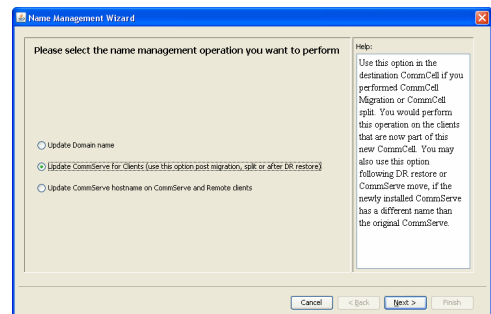 Name Management Wizard
Please select the name management operation you want to perform
Update Domain name
Update CommServe for Clients (use this option post migration, split or after DR restore)
Update CommServe hostname on CommServe and Remote clients
Help:
Use this option in the
destination CommCell if you
performed CommCell
Migration or CommCell
split. You would perform
this operation on the clients
that are now part of this
new CommCell. You may
also use this option
following DR restore or
CommServe move, if the
newly installed CommServe
has a different name than
the original CommServe.
Cancel
< Back
Next >
Finish